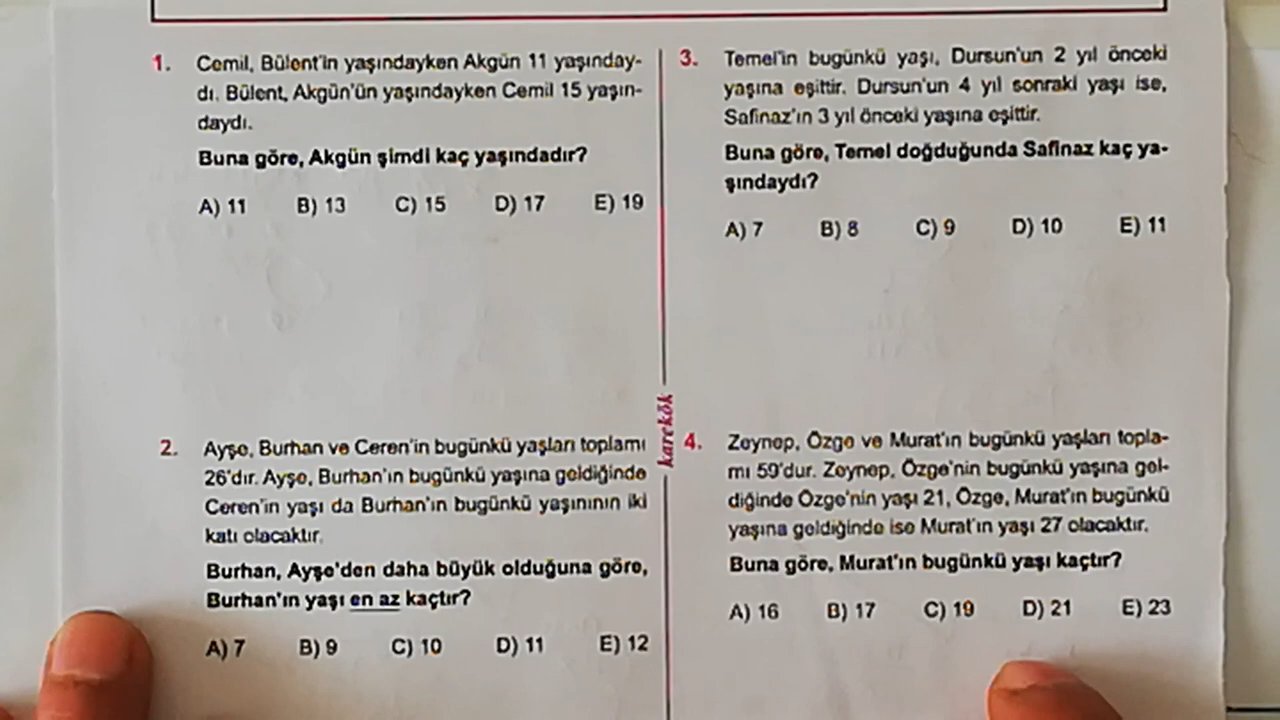 1. Cemil, Bülent'in yaşındayken Akgün 11 yaşınday-
dı. Bülent, Akgün'ün yaşındayken Cemil 15 yaşın-
daydı.
Buna göre, Akgün şimdi kaç yaşındadır?
A) 11 B) 13 C) 15 D) 17 E) 19
2. Ayşe, Burhan ve Ceren'in bugünkü yaşları toplamı
26'dır. Ayşe, Burhan'ın bugünkü yaşına geldiğinde
Ceren'in yaşı da Burhan'ın bugünkü yaşınının iki
katı olacaktır.
Burhan, Ayşe'den daha büyük olduğuna göre,
Burhan'ın yaşı en az kaçtır?
A) 7 B) 9 C) 10 D) 11 E) 12
karekök
3. Temel'in bugünkü yaşı, Dursun'un 2 yıl önceki
yaşına eşittir. Dursun'un 4 yıl sonraki yaşı ise,
Safinaz'ın 3 yıl önceki yaşına eşittir.
Buna göre, Temel doğduğunda Safinaz kaç ya-
şındaydı?
A) 7 B) 8 C) 9 D) 10 E) 11
4. Zeynep, Özge ve Murat'ın bugünkü yaşları topla-
mı 59'dur. Zeynep, Özge'nin bugünkü yaşına gel-
diğinde Özge'nin yaşı 21, Özge, Murat'ın bugünkü
yaşına geldiğinde ise Murat'ın yaşı 27 olacaktır.
Buna göre, Murat'ın bugünkü yaşı kaçtır?
A) 16 B) 17 C) 19 D) 21 E) 23